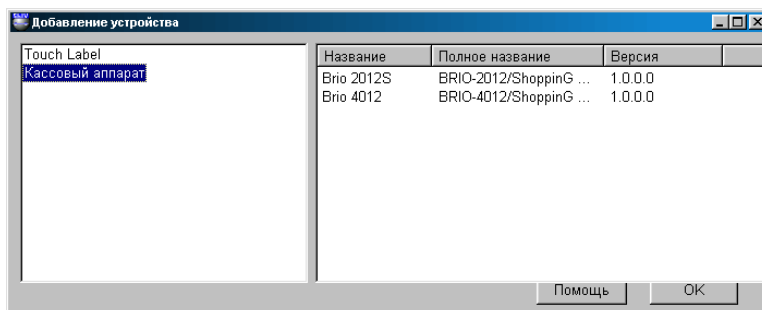 Добавление устройства
Touch Label
Кассовый аппарат
Название Полное название Версия
Brio 2012S BRIO-2012/ShoppinG ... 1.0.0.0
Brio 4012 BRIO-4012/ShoppinG ... 1.0.0.0
Помощь OK